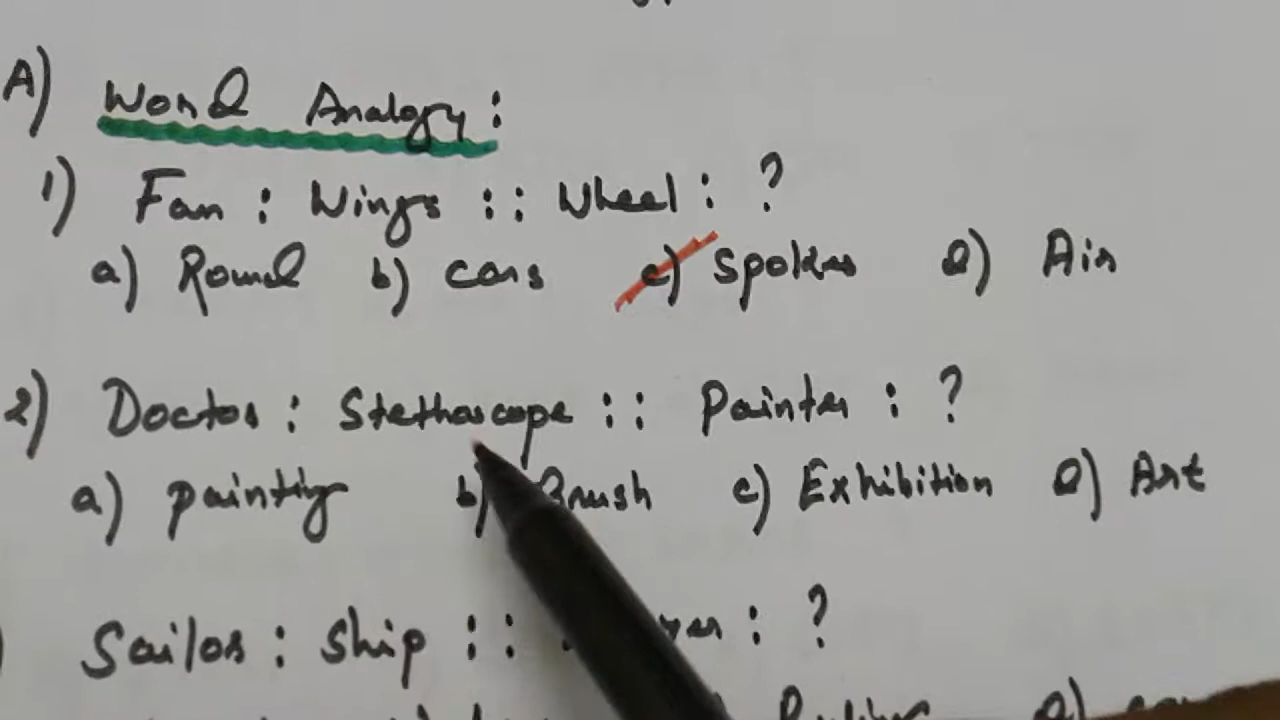 A) Word Analogy:
1) Fan : Wings :: Wheel : ?
a) Round b) cars c) spokes d) Air
2) Doctor : Stethoscope :: Painter : ?
a) painting b) Brush c) Exhibition d) Art
Sailor : Ship :: : ?
d)